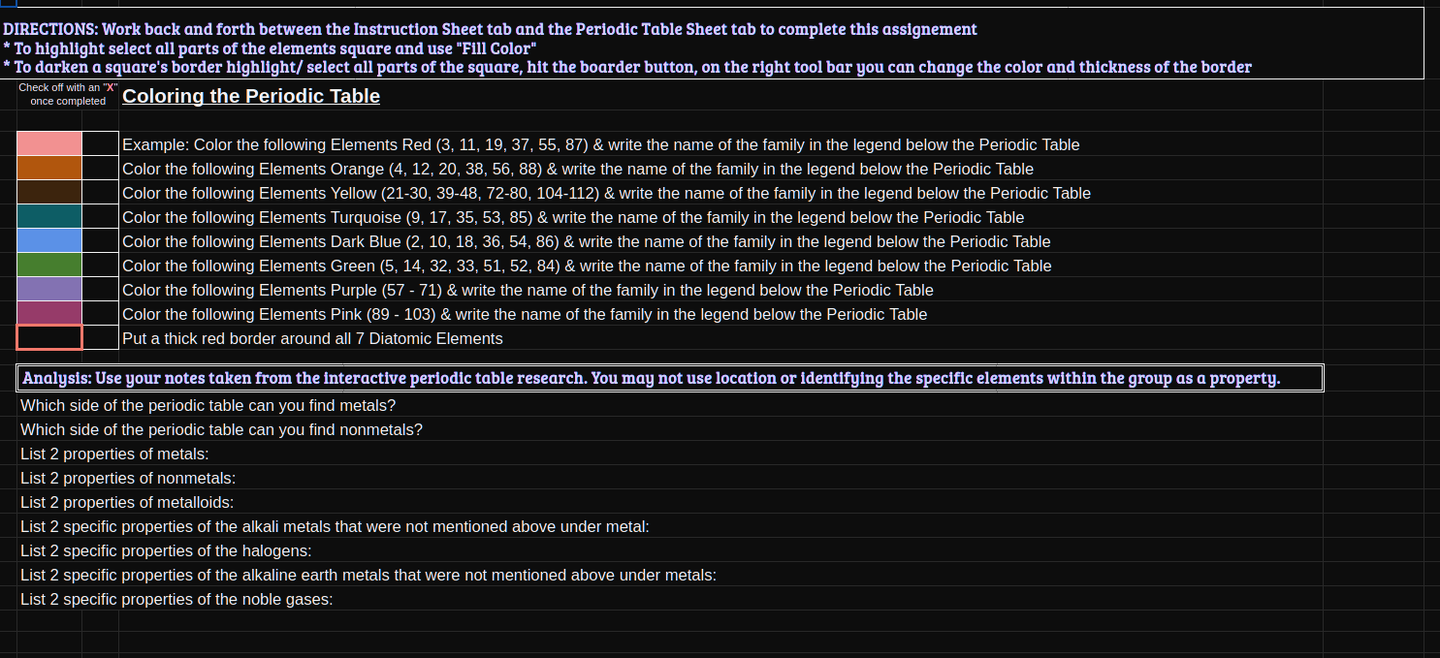 DIRECTIONS: Work back and forth between the Instruction Sheet tab and the Periodic Table Sheet tab to complete this assignement
* To highlight select all parts of the elements square and use "Fill Color"
* To darken a square's border highlight/ select all parts of the square, hit the boarder button, on the right tool bar you can change the color and thickness of the border
Check off with an "X"
once completed
Coloring the Periodic Table
Example: Color the following Elements Red (3, 11, 19, 37, 55, 87) & write the name of the family in the legend below the Periodic Table
Color the following Elements Orange (4, 12, 20, 38, 56, 88) & write the name of the family in the legend below the Periodic Table
Color the following Elements Yellow (21-30, 39-48, 72-80, 104-112) & write the name of the family in the legend below the Periodic Table
Color the following Elements Turquoise (9, 17, 35, 53, 85) & write the name of the family in the legend below the Periodic Table
Color the following Elements Dark Blue (2, 10, 18, 36, 54, 86) & write the name of the family in the legend below the Periodic Table
Color the following Elements Green (5, 14, 32, 33, 51, 52, 84) & write the name of the family in the legend below the Periodic Table
Color the following Elements Purple (57 - 71) & write the name of the family in the legend below the Periodic Table
Color the following Elements Pink (89 - 103) & write the name of the family in the legend below the Periodic Table
Put a thick red border around all 7 Diatomic Elements
Analysis: Use your notes taken from the interactive periodic table research. You may not use location or identifying the specific elements within the group as a property.
Which side of the periodic table can you find metals?
Which side of the periodic table can you find nonmetals?
List 2 properties of metals:
List 2 properties of nonmetals:
List 2 properties of metalloids:
List 2 specific properties of the alkali metals that were not mentioned above under metal:
List 2 specific properties of the halogens:
List 2 specific properties of the alkaline earth metals that were not mentioned above under metals:
List 2 specific properties of the noble gases: